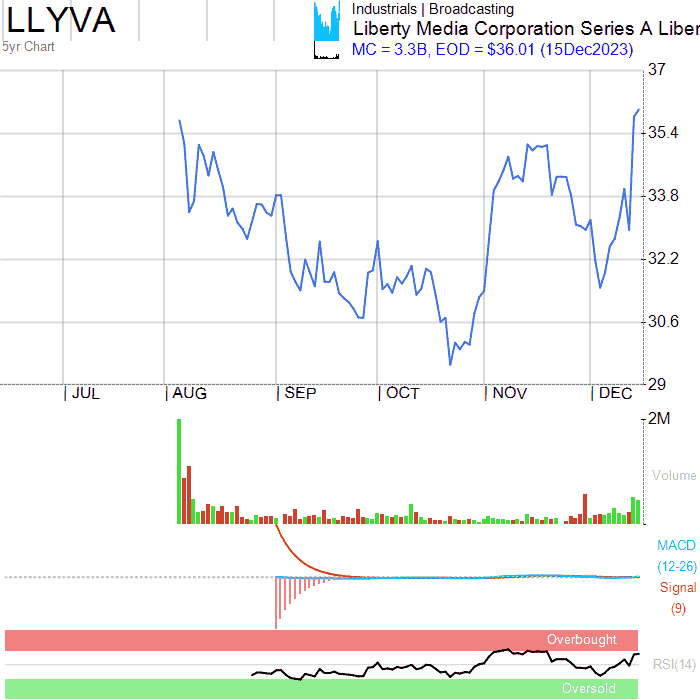 LLYVA
5yr Chart
Industrials | Broadcasting
Liberty Media Corporation Series A Liber
MC = 3.3B, EOD = $36.01 (15Dec2023)
37
35.4
33.8
32.2
30.6
29
JUL AUG SEP OCT NOV DEC
2M
Volume
MACD
(12-26)
Signal
(9)
Overbought
RSI(14)
Oversold